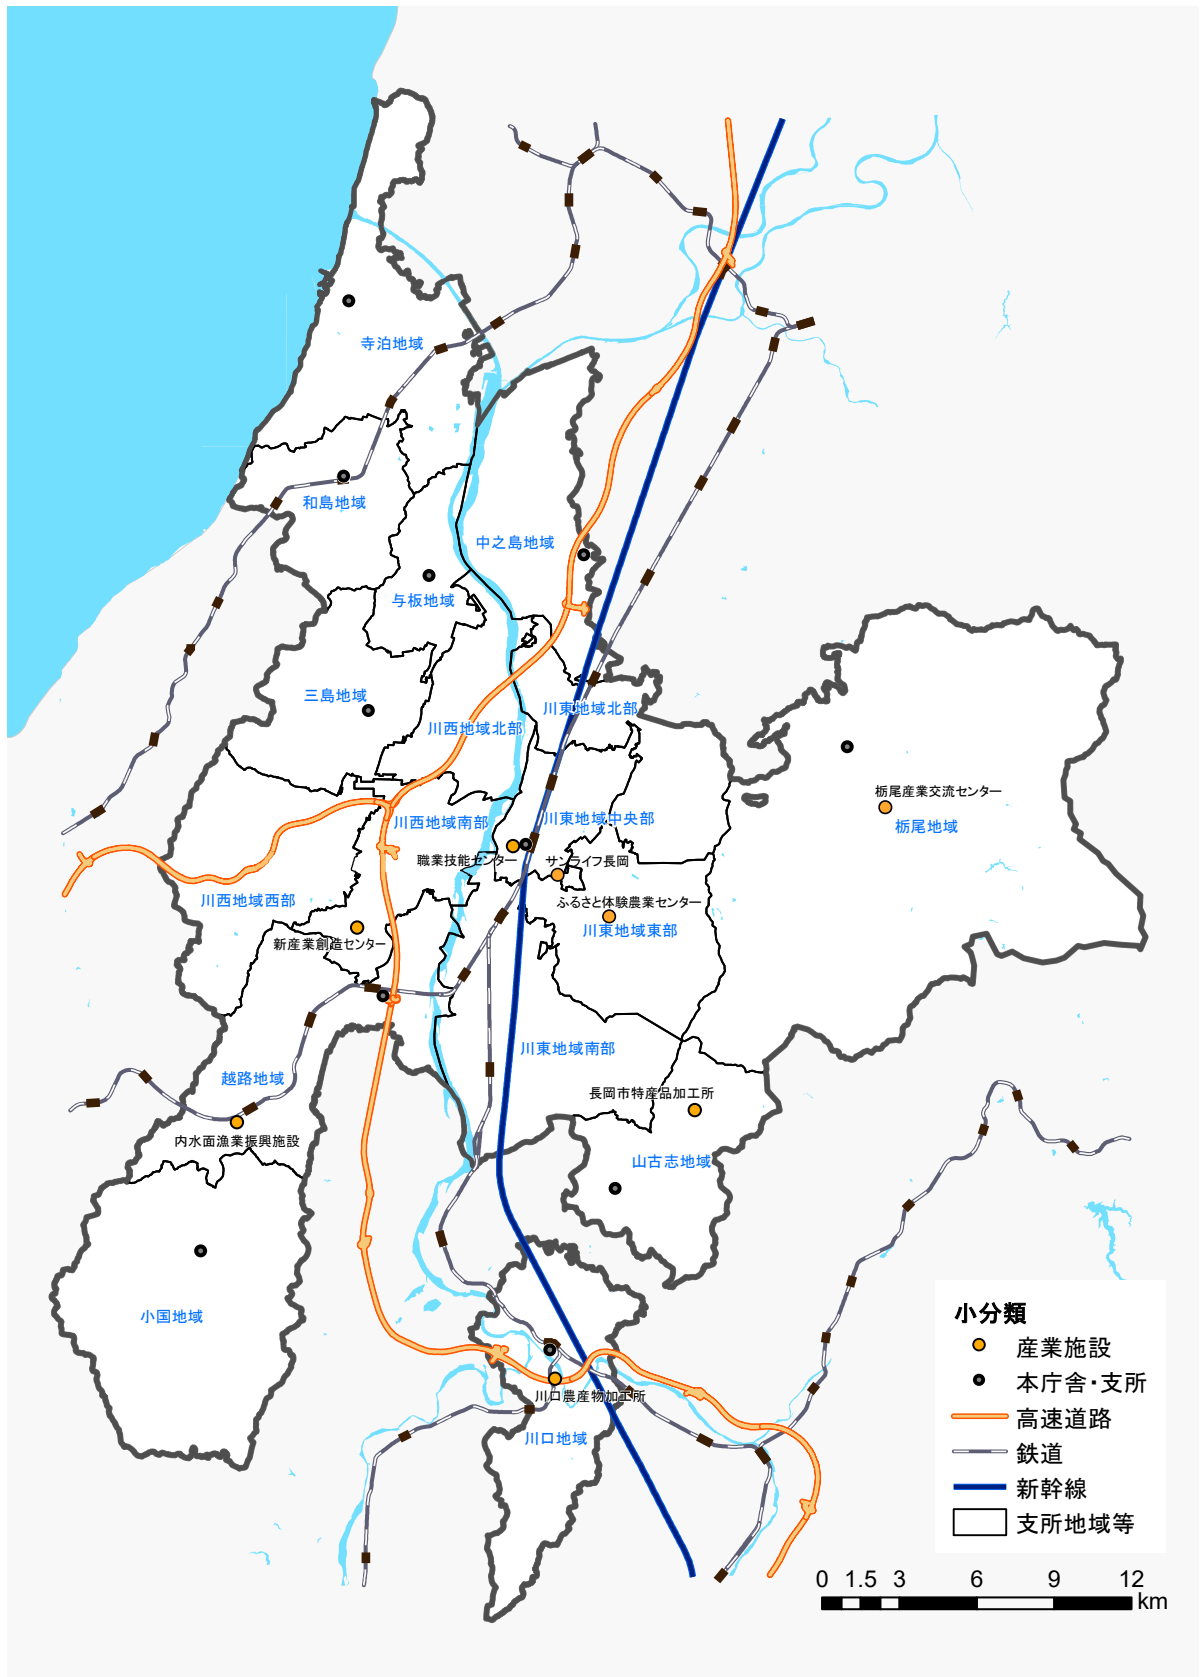 寺泊地域
和島地域
中之島地域
与板地域
三島地域
川西地域北部
川東地域北部
栃尾産業交流センター
川西地域南部
川東地域中央部
栃尾地域
職業技能センター
サンライフ長岡
川西地域西部
ふるさと体験農業センター
川東地域東部
新産業創造センター
川東地域南部
越路地域
長岡市特産品加工所
内水面漁業振興施設
山古志地域
小国地域
川口農産物加工所
川口地域
小分類
産業施設
本庁舎・支所
高速道路
鉄道
新幹線
支所地域等
0 1.5 3 6 9 12
km